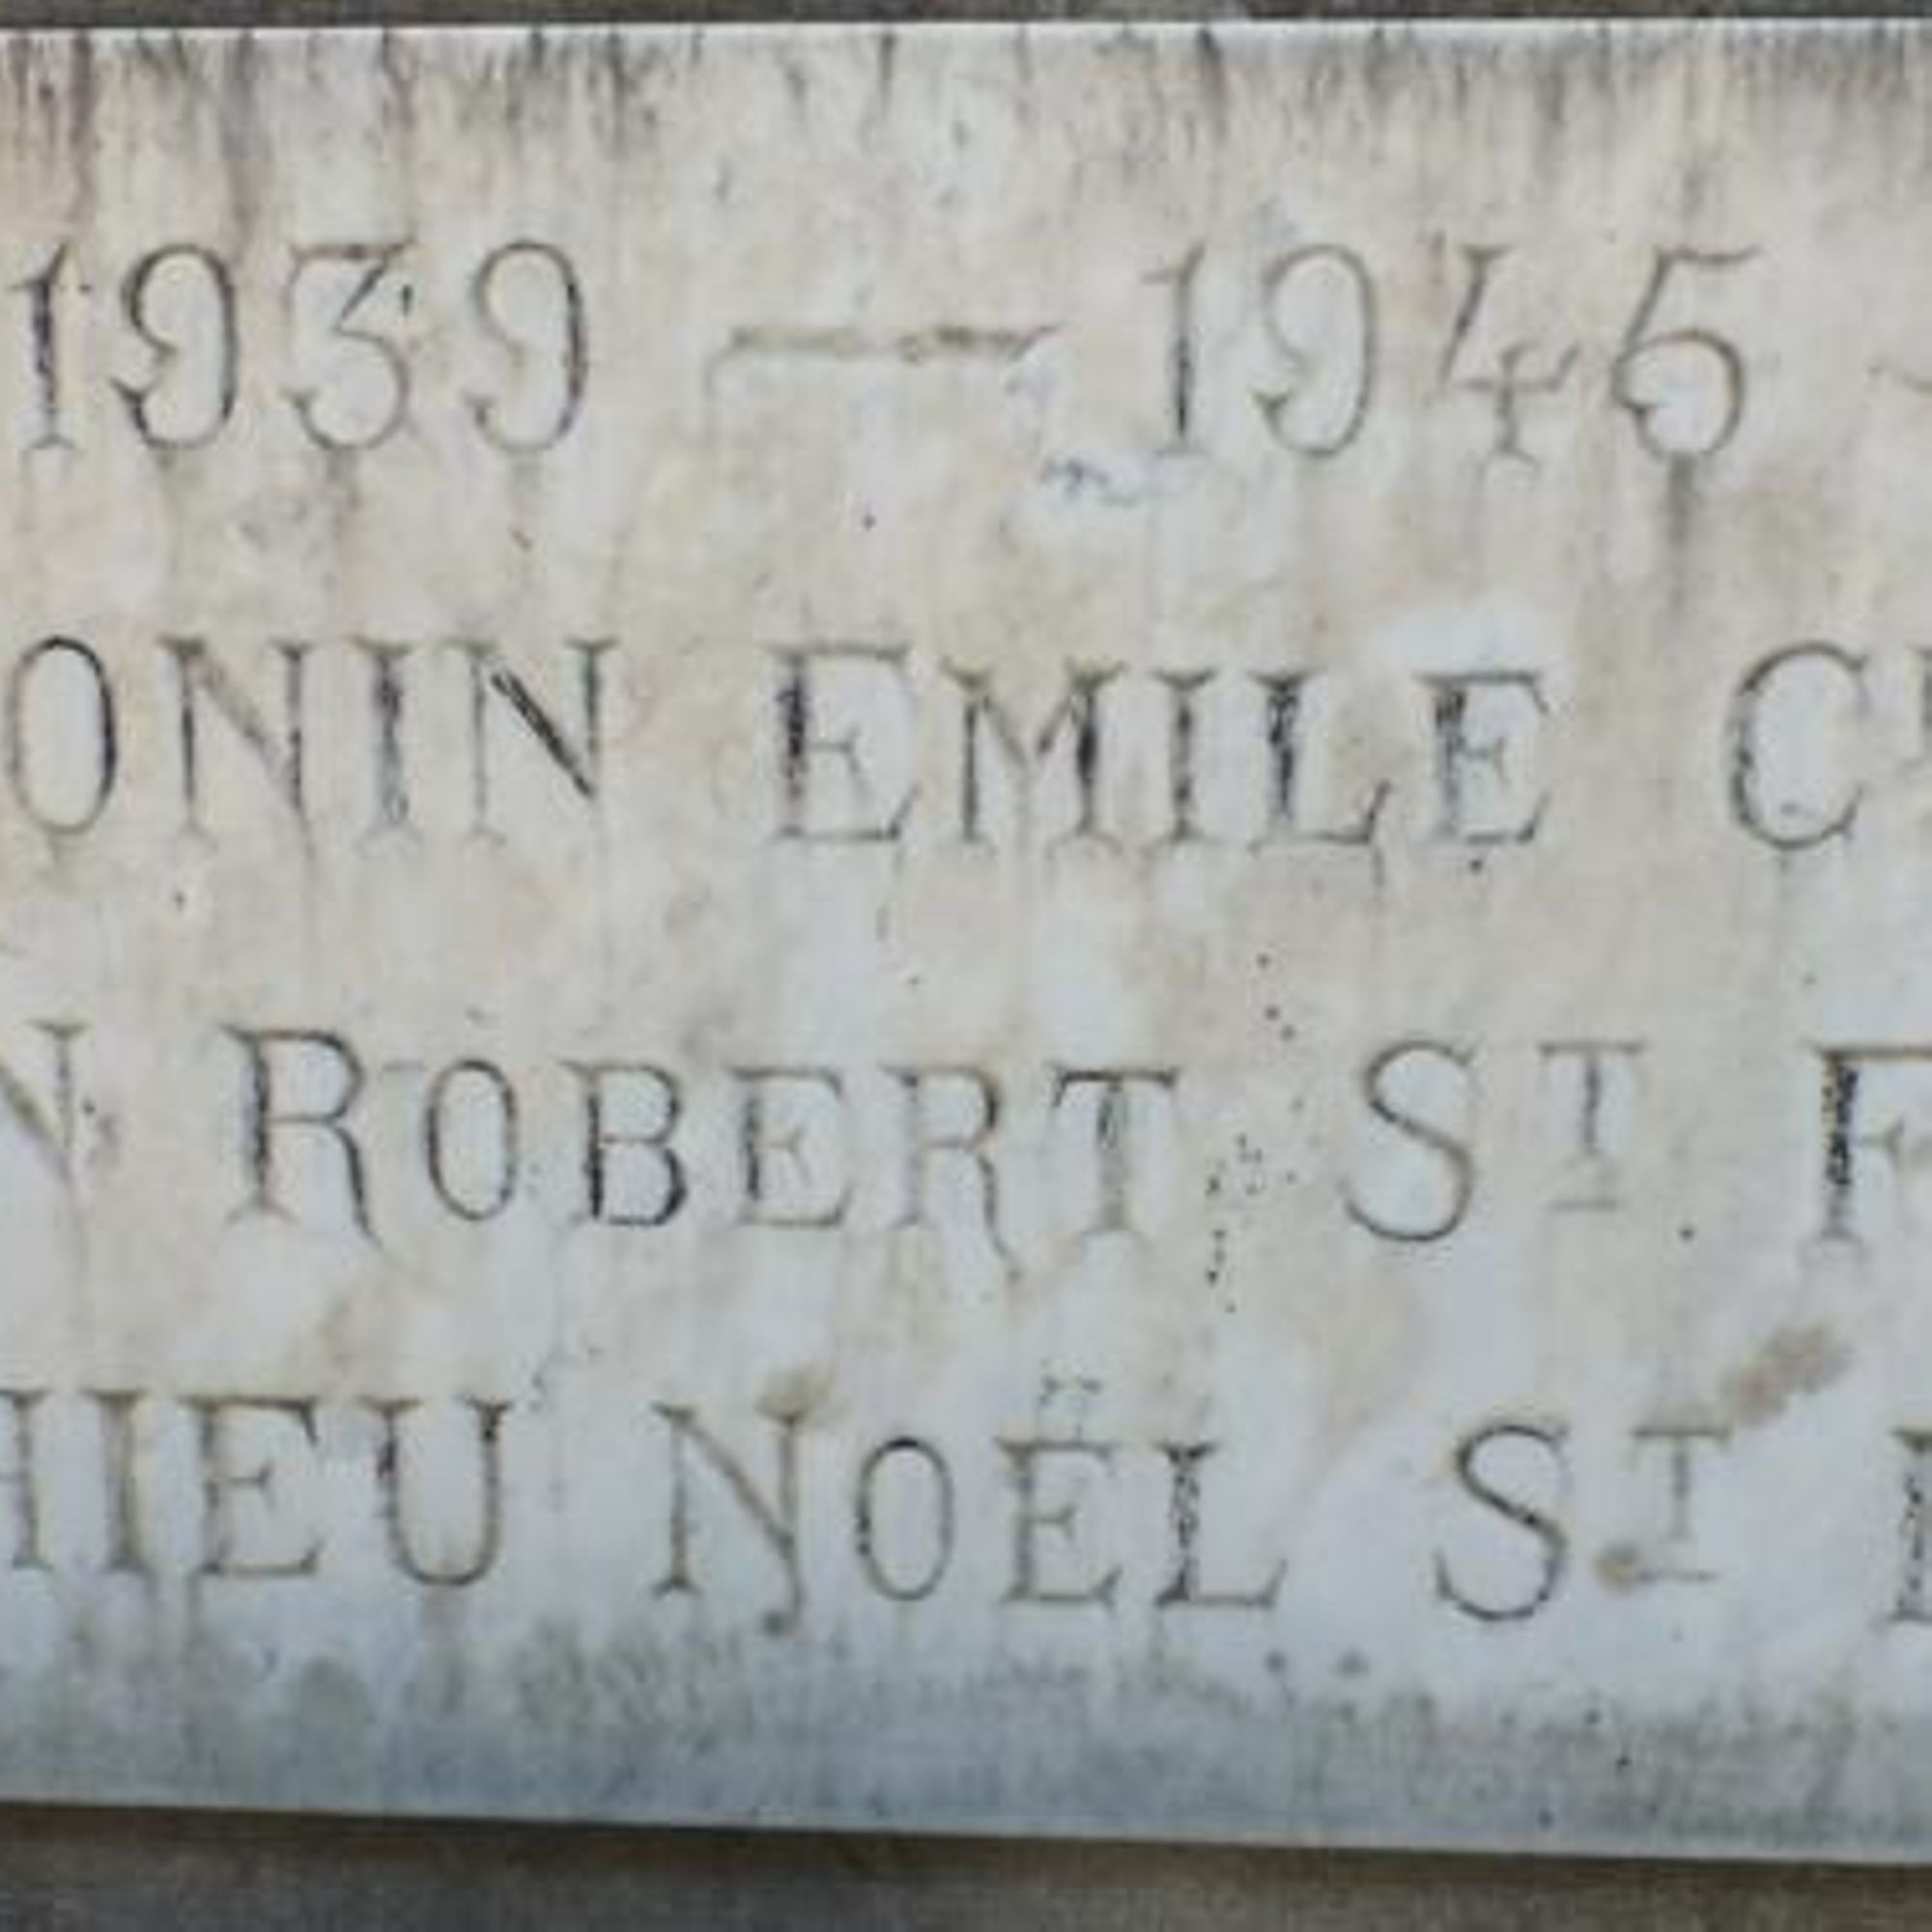 1939 — 1945
ONIN EMILE C
N ROBERT ST F
HIEU NOËL ST